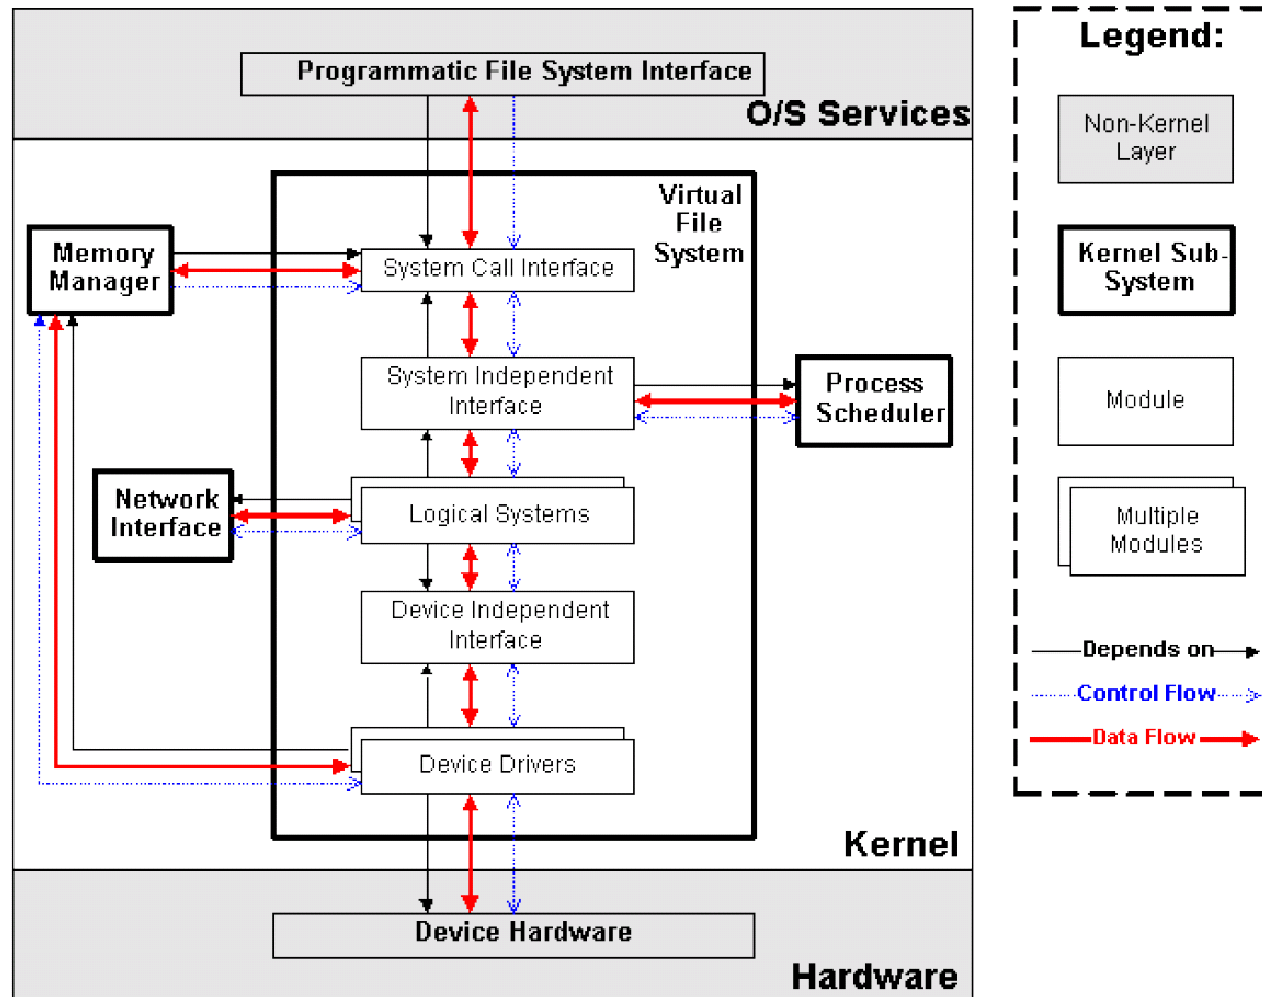 Programmatic File System Interface
O/S Services
Virtual
File
System
Memory
Manager
System Call Interface
System Independent
Interface
Process
Scheduler
Network
Interface
Logical Systems
Device Independent
Interface
Device Drivers
Kernel
Device Hardware
Hardware
Legend:
Non-Kernel
Layer
Kernel Sub-
System
Module
Multiple
Modules
Depends on
Control Flow
Data Flow